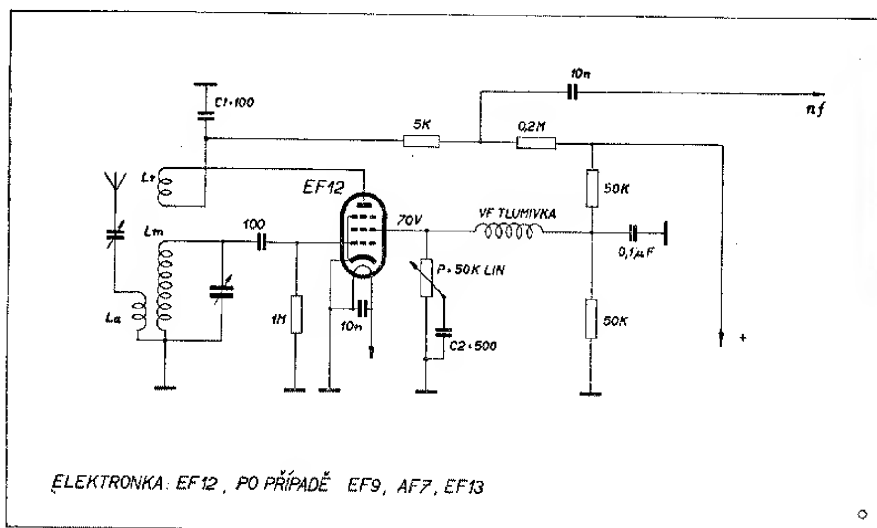 10n
nf
C1=100
5K
0,2M
Lr
EF12
50K
Lm
100
70V
VF TLUMIVKA
0,1µF
P=50K LIN
La
1M
10n
C2=500
50K
+
ELEKTRONKA: EF12, PO PŘÍPADĚ EF9, AF7, EF13